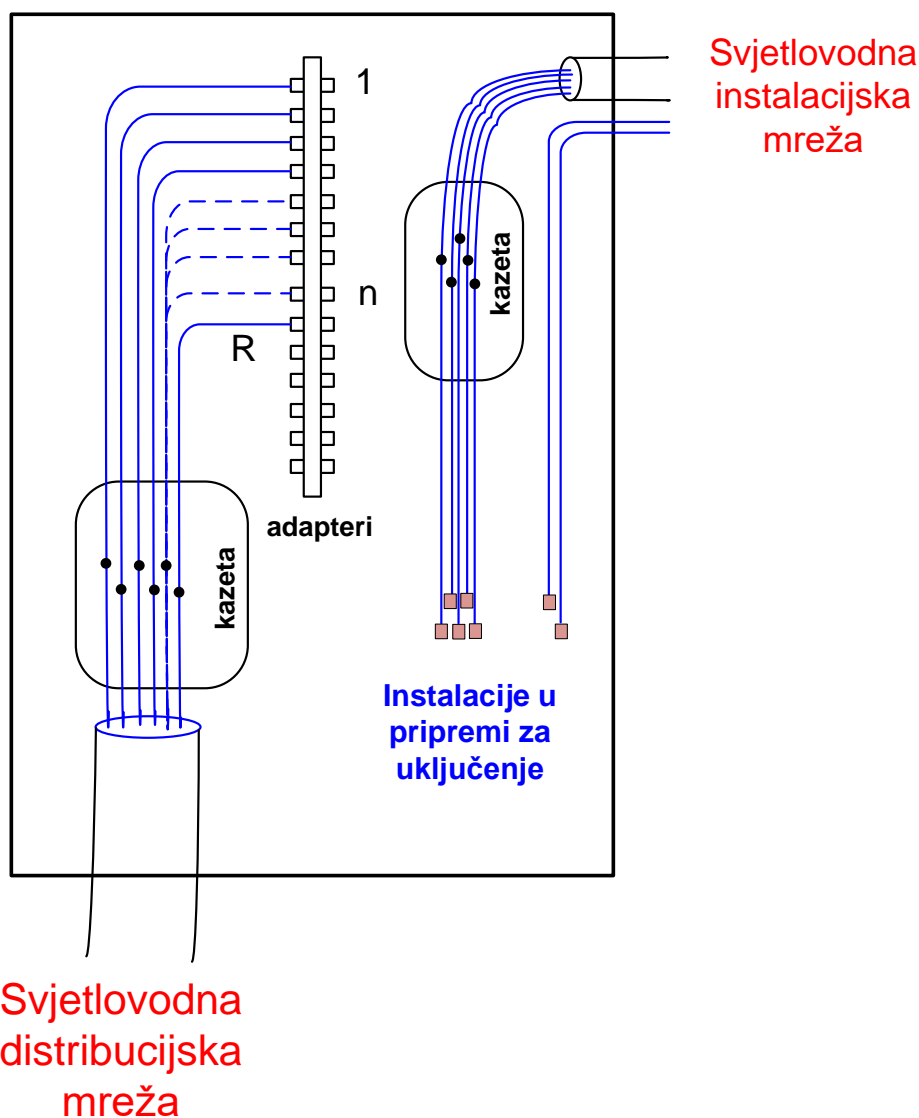 Svjetlovodna
instalacijska
mreža
1
n
R
kazeta
adapteri
kazeta
Instalacije u
pripremi za
uključenje
Svjetlovodna
distribucijska
mreža